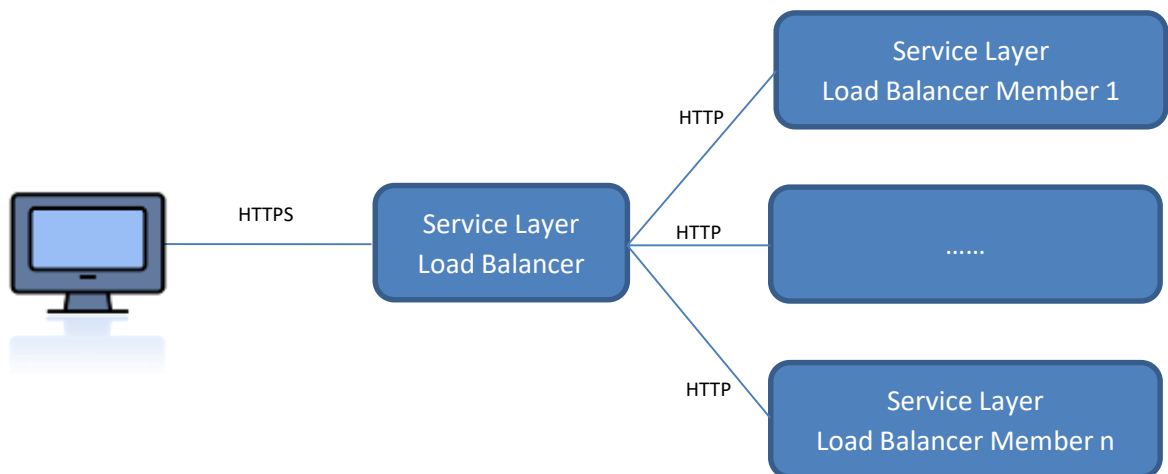 Service Layer
Load Balancer Member 1
HTTP
HTTPS
Service Layer
Load Balancer
HTTP
......
HTTP
Service Layer
Load Balancer Member n